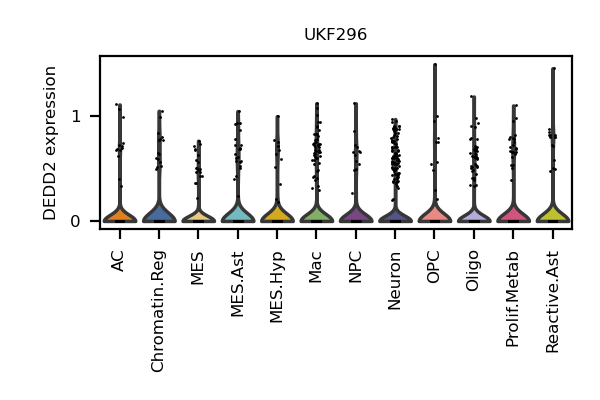 UKF296
DEDD2 expression
1
0
AC
Chromatin.Reg
MES
MES.Ast
MES.Hyp
Mac
NPC
Neuron
OPC
Oligo
Prolif.Metab
Reactive.Ast